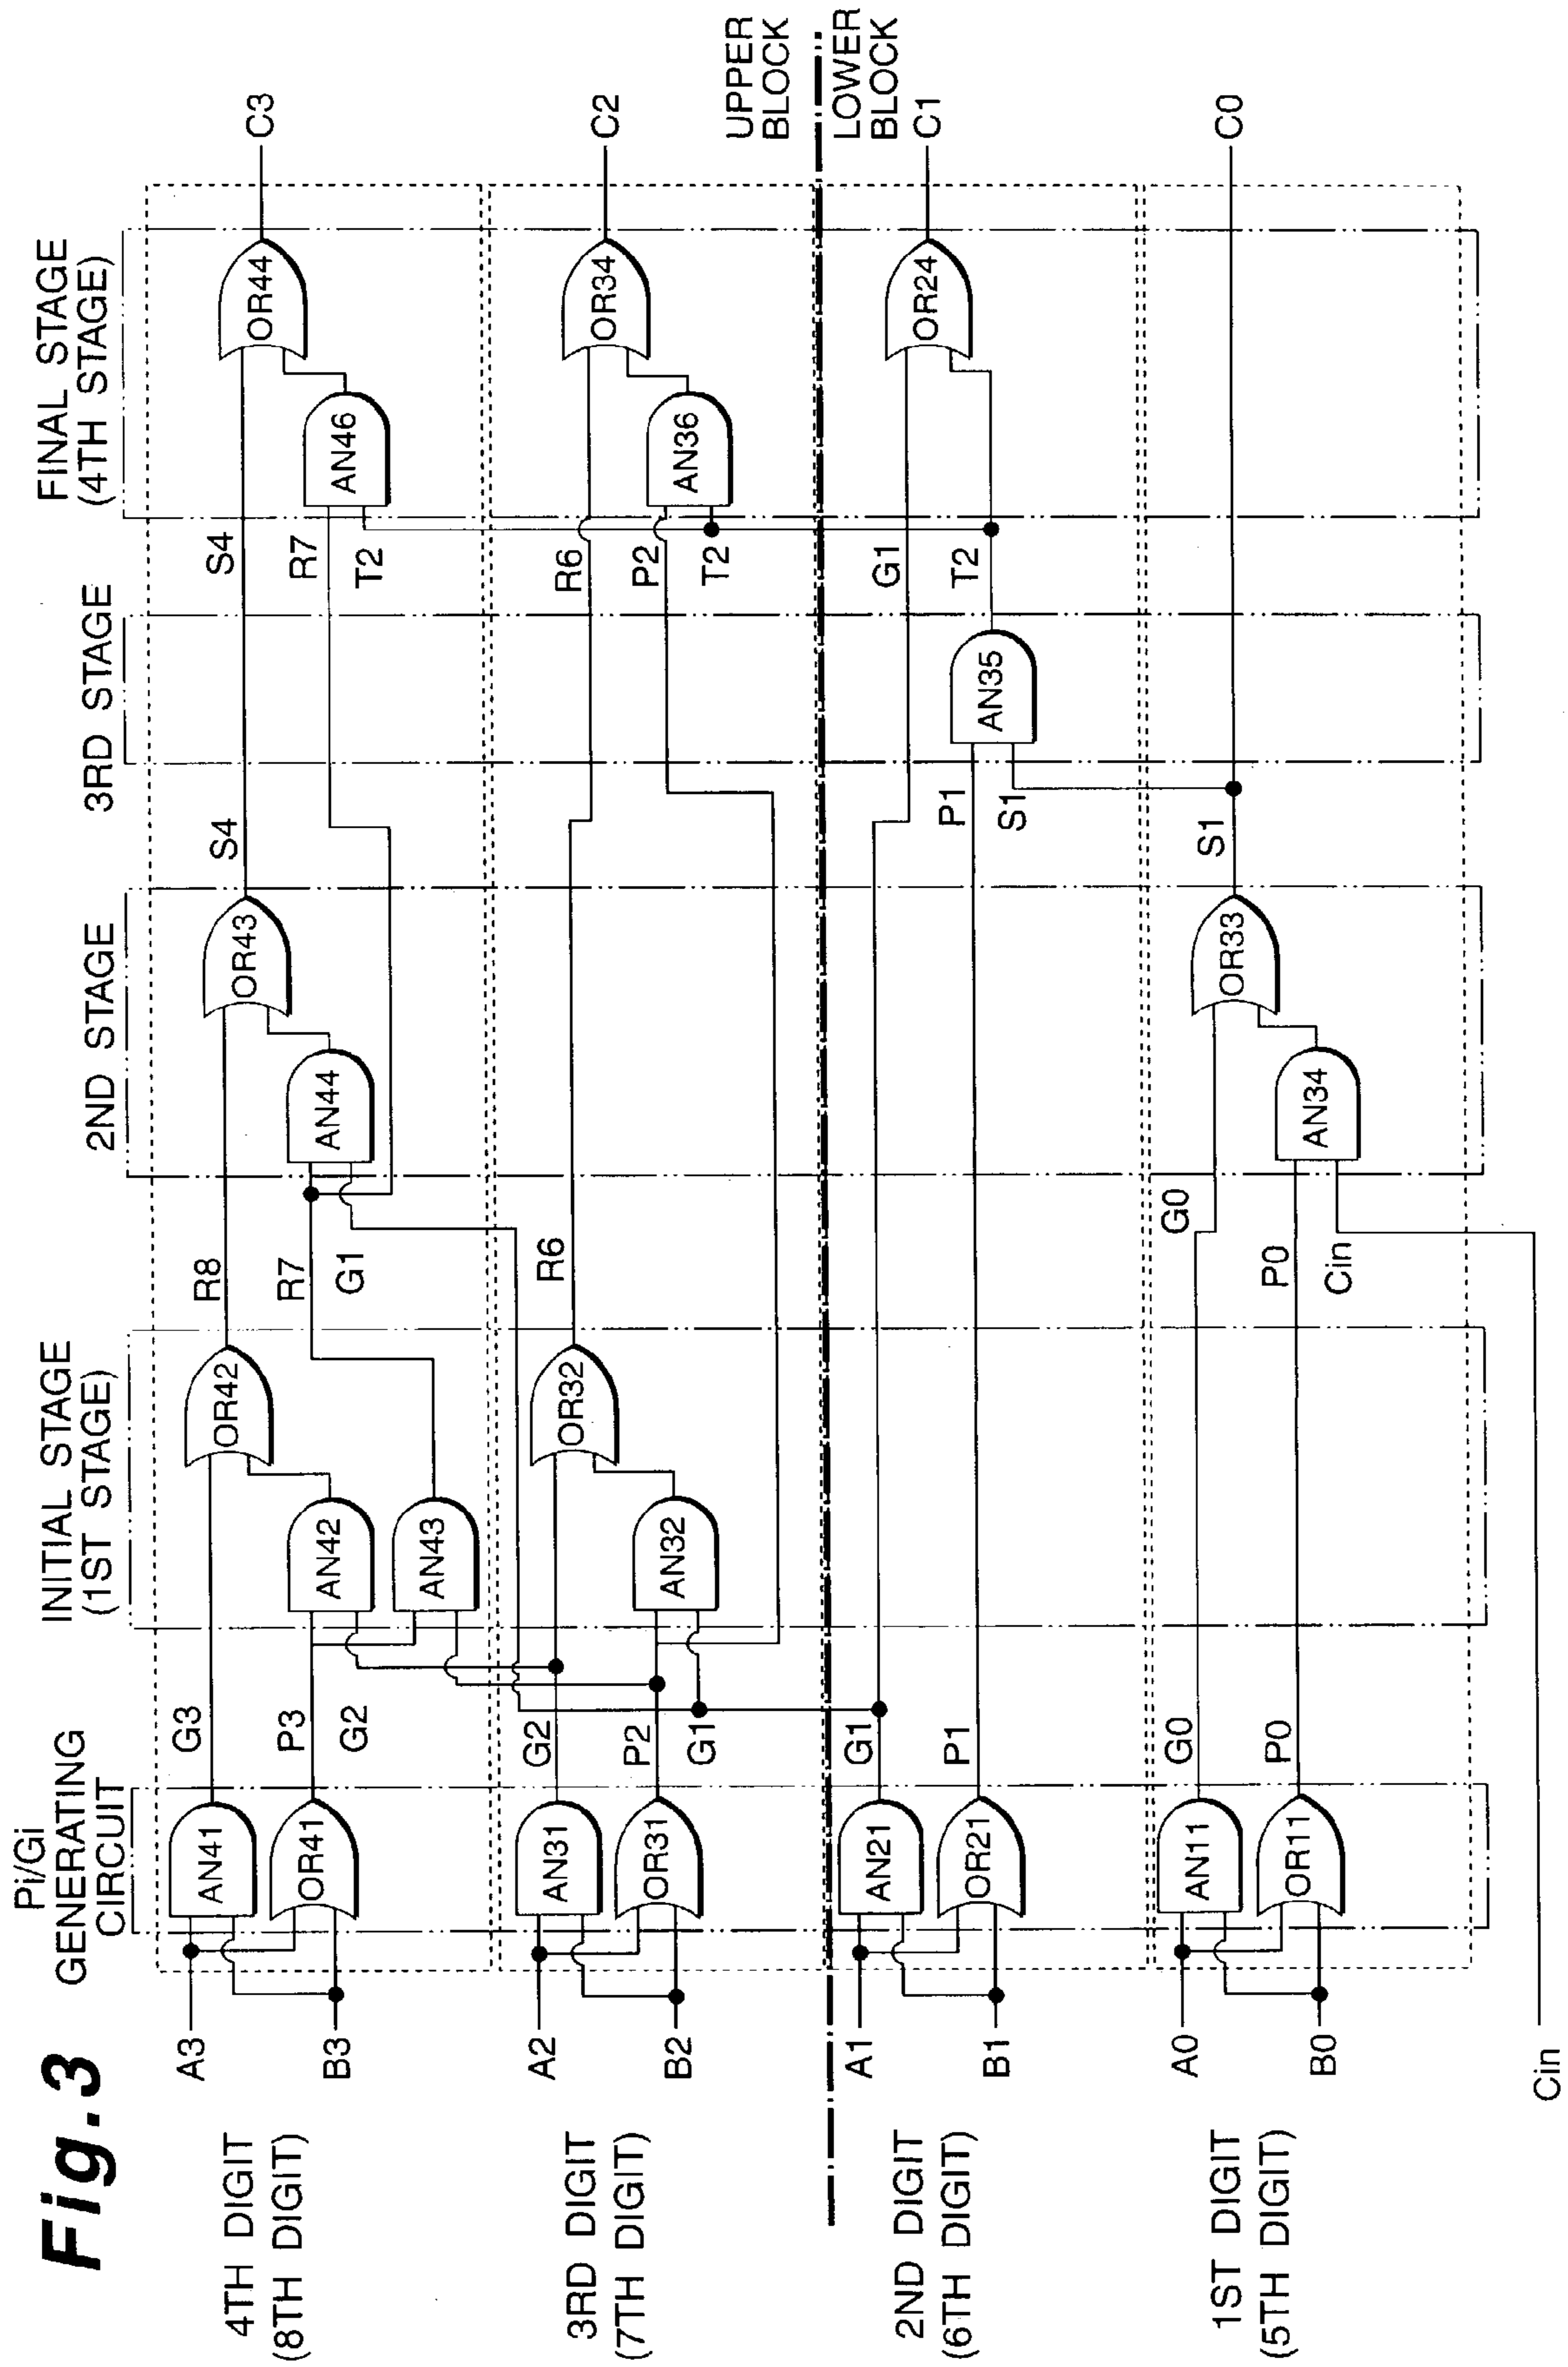 Fig.3
Pi/Gi
GENERATING
CIRCUIT
INITIAL STAGE
(1ST STAGE)
2ND STAGE
3RD STAGE
FINAL STAGE
(4TH STAGE)
4TH DIGIT
(8TH DIGIT)
A3
B3
AN41
OR41
G3
P3
G2
AN42
AN43
OR42
R8
R7
G1
AN44
OR43
S4
S4
R7
T2
AN46
OR44
C3
3RD DIGIT
(7TH DIGIT)
A2
B2
AN31
OR31
G2
P2
G1
AN32
OR32
R6
R6
P2
T2
AN36
OR34
C2
UPPER
BLOCK
LOWER
BLOCK
2ND DIGIT
(6TH DIGIT)
A1
B1
AN21
OR21
G1
P1
P1
S1
AN35
G1
T2
OR24
C1
1ST DIGIT
(5TH DIGIT)
A0
B0
AN11
OR11
G0
P0
G0
P0
Cin
AN34
OR33
S1
C0
Cin